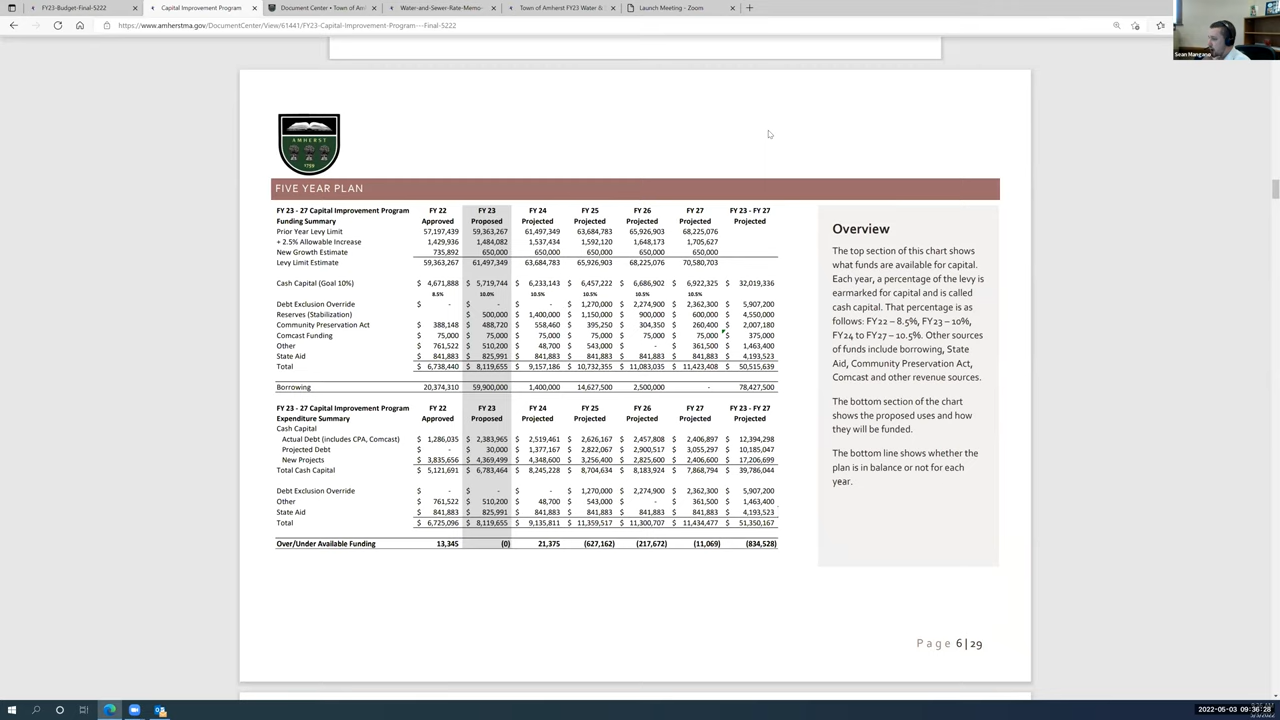 FY23-Budget-Final-5222
Capital Improvement Program
Document Center • Town of Am
Water-and-Sewer-Rate-Memo-
Town of Amherst FY23 Water &
Launch Meeting - Zoom
https://www.amherstma.gov/DocumentCenter/View/61441/FY23-Capital-Improvement-Program---Final-5222
Sean Mangano
AMHERST
1759
FIVE YEAR PLAN
FY 23 - 27 Capital Improvement Program FY 22 FY 23 FY 24 FY 25 FY 26 FY 27 FY 23 - FY 27
Funding Summary Approved Proposed Projected Projected Projected Projected Projected
Prior Year Levy Limit 57,197,439 59,363,267 61,497,349 63,684,783 65,926,903 68,225,076
+ 2.5% Allowable Increase 1,429,936 1,484,082 1,537,434 1,592,120 1,648,173 1,705,627
New Growth Estimate 735,892 650,000 650,000 650,000 650,000 650,000
Levy Limit Estimate 59,363,267 61,497,349 63,684,783 65,926,903 68,225,076 70,580,703
Cash Capital (Goal 10%) $ 4,671,888 $ 5,719,744 $ 6,233,143 $ 6,457,222 $ 6,686,902 $ 6,922,325 $ 32,019,336
8.5% 10.0% 10.5% 10.5% 10.5% 10.5%
Debt Exclusion Override $ - $ - $ - $ 1,270,000 $ 2,274,900 $ 2,362,300 $ 5,907,200
Reserves (Stabilization) $ 500,000 $ 1,400,000 $ 1,150,000 $ 900,000 $ 600,000 $ 4,550,000
Community Preservation Act $ 388,148 $ 488,720 $ 558,460 $ 395,250 $ 304,350 $ 260,400 $ 2,007,180
Comcast Funding $ 75,000 $ 75,000 $ 75,000 $ 75,000 $ 75,000 $ 75,000 $ 375,000
Other $ 761,522 $ 510,200 $ 48,700 $ 543,000 $ - $ 361,500 $ 1,463,400
State Aid $ 841,883 $ 825,991 $ 841,883 $ 841,883 $ 841,883 $ 841,883 $ 4,193,523
Total $ 6,738,440 $ 8,119,655 $ 9,157,186 $ 10,732,355 $ 11,083,035 $ 11,423,408 $ 50,515,639
Borrowing 20,374,310 59,900,000 1,400,000 14,627,500 2,500,000 - 78,427,500
FY 23 - 27 Capital Improvement Program FY 22 FY 23 FY 24 FY 25 FY 26 FY 27 FY 23 - FY 27
Expenditure Summary Approved Proposed Projected Projected Projected Projected Projected
Cash Capital
Actual Debt (includes CPA, Comcast) $ 1,286,035 $ 2,383,965 $ 2,519,461 $ 2,626,167 $ 2,457,808 $ 2,406,897 $ 12,394,298
Projected Debt $ - $ 30,000 $ 1,377,167 $ 2,822,067 $ 2,900,517 $ 3,055,297 $ 10,185,047
New Projects $ 3,835,656 $ 4,369,499 $ 4,348,600 $ 3,256,400 $ 2,825,600 $ 2,406,600 $ 17,206,699
Total Cash Capital $ 5,121,691 $ 6,783,464 $ 8,245,228 $ 8,704,634 $ 8,183,924 $ 7,868,794 $ 39,786,044
Debt Exclusion Override $ - $ - $ - $ 1,270,000 $ 2,274,900 $ 2,362,300 $ 5,907,200
Other $ 761,522 $ 510,200 $ 48,700 $ 543,000 $ - $ 361,500 $ 1,463,400
State Aid $ 841,883 $ 825,991 $ 841,883 $ 841,883 $ 841,883 $ 841,883 $ 4,193,523
Total $ 6,725,096 $ 8,119,655 $ 9,135,811 $ 11,359,517 $ 11,300,707 $ 11,434,477 $ 51,350,167
Over/Under Available Funding 13,345 (0) 21,375 (627,162) (217,672) (11,069) (834,528)
Overview
The top section of this chart shows
what funds are available for capital.
Each year, a percentage of the levy is
earmarked for capital and is called
cash capital. That percentage is as
follows: FY22 – 8.5%, FY23 – 10%,
FY24 to FY27 – 10.5%. Other sources
of funds include borrowing, State
Aid, Community Preservation Act,
Comcast and other revenue sources.
The bottom section of the chart
shows the proposed uses and how
they will be funded.
The bottom line shows whether the
plan is in balance or not for each
year.
Page 6|29
2022-05-03 09:36:28